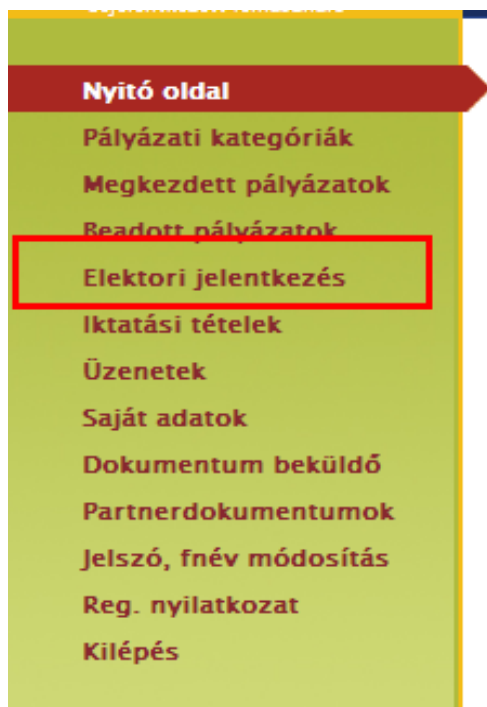 Nyitó oldal
Pályázati kategóriák
Megkezdett pályázatok
Beadott pályázatok
Elektori jelentkezés
Iktatási tételek
Üzenetek
Saját adatok
Dokumentum beküldő
Partnerdokumentumok
Jelszó, fnév módosítás
Reg. nyilatkozat
Kilépés